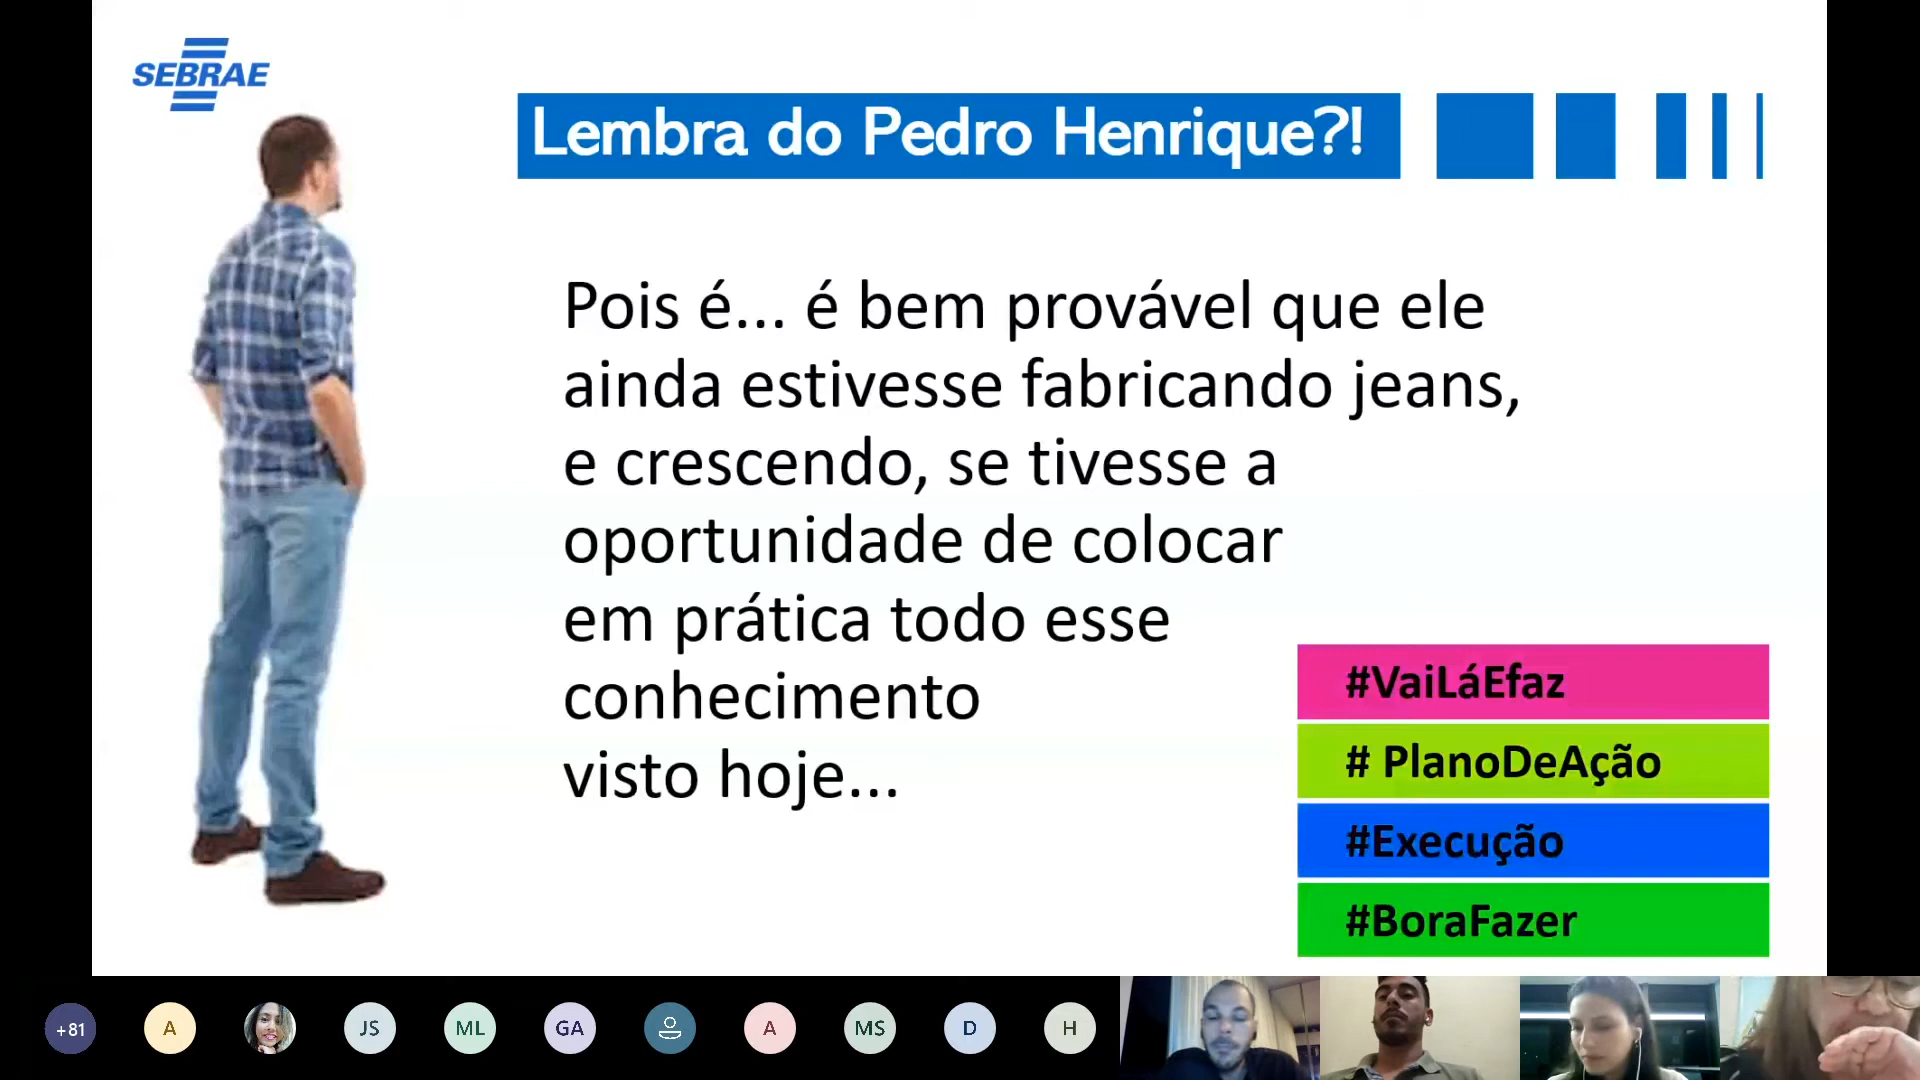 SEBRAE
Lembra do Pedro Henrique?!
Pois é... é bem provável que ele
ainda estivesse fabricando jeans,
e crescendo, se tivesse a
oportunidade de colocar
em prática todo esse
conhecimento
visto hoje...
#VaiLáEfaz
# PlanoDeAção
#Execução
#BoraFazer
+81
A
JS
ML
GA
A
MS
D
H